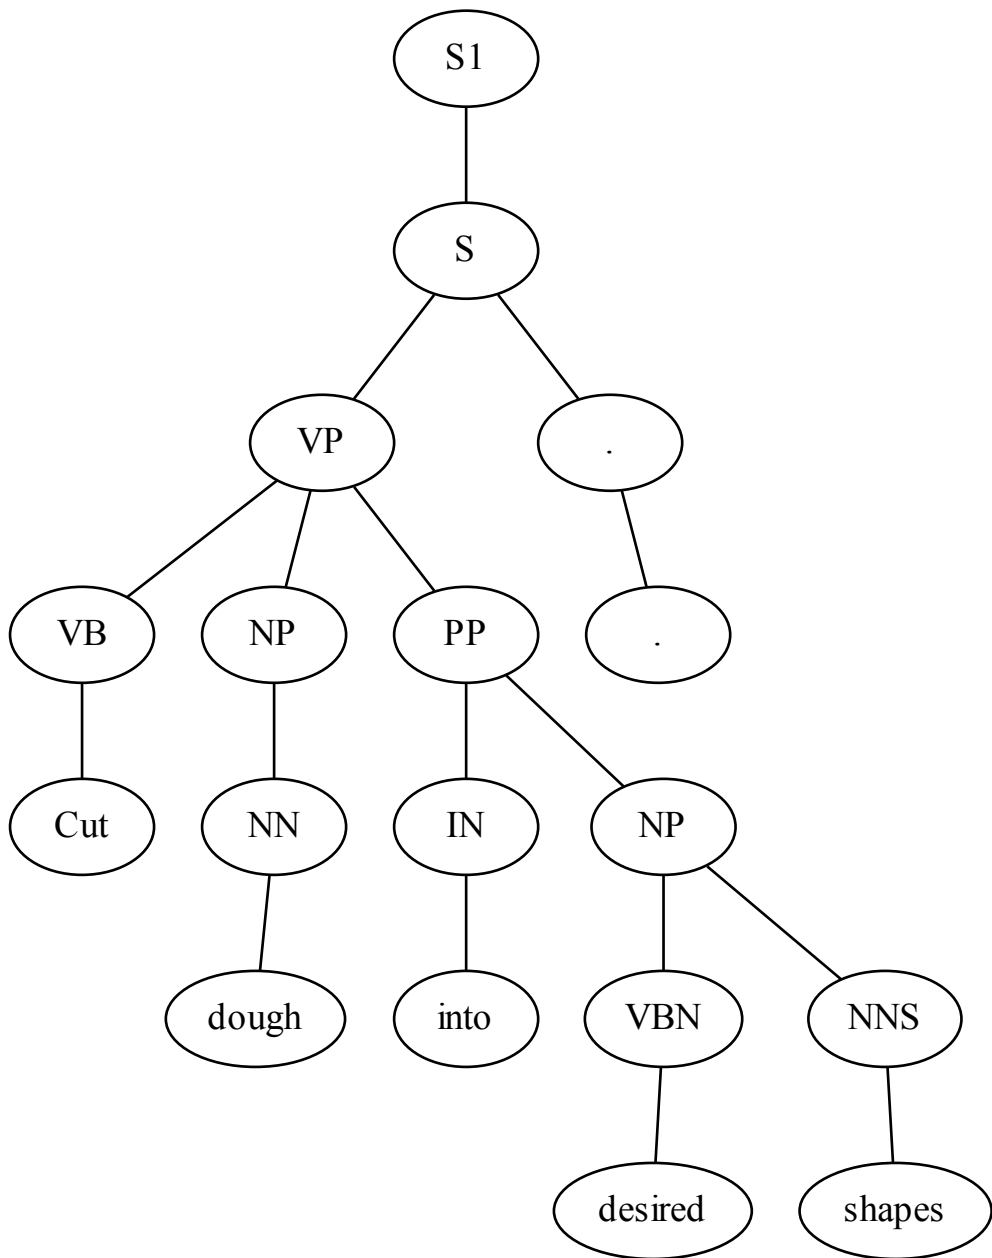 S1
S
VP .
VB NP PP .
Cut NN IN NP
dough into VBN NNS
desired shapes